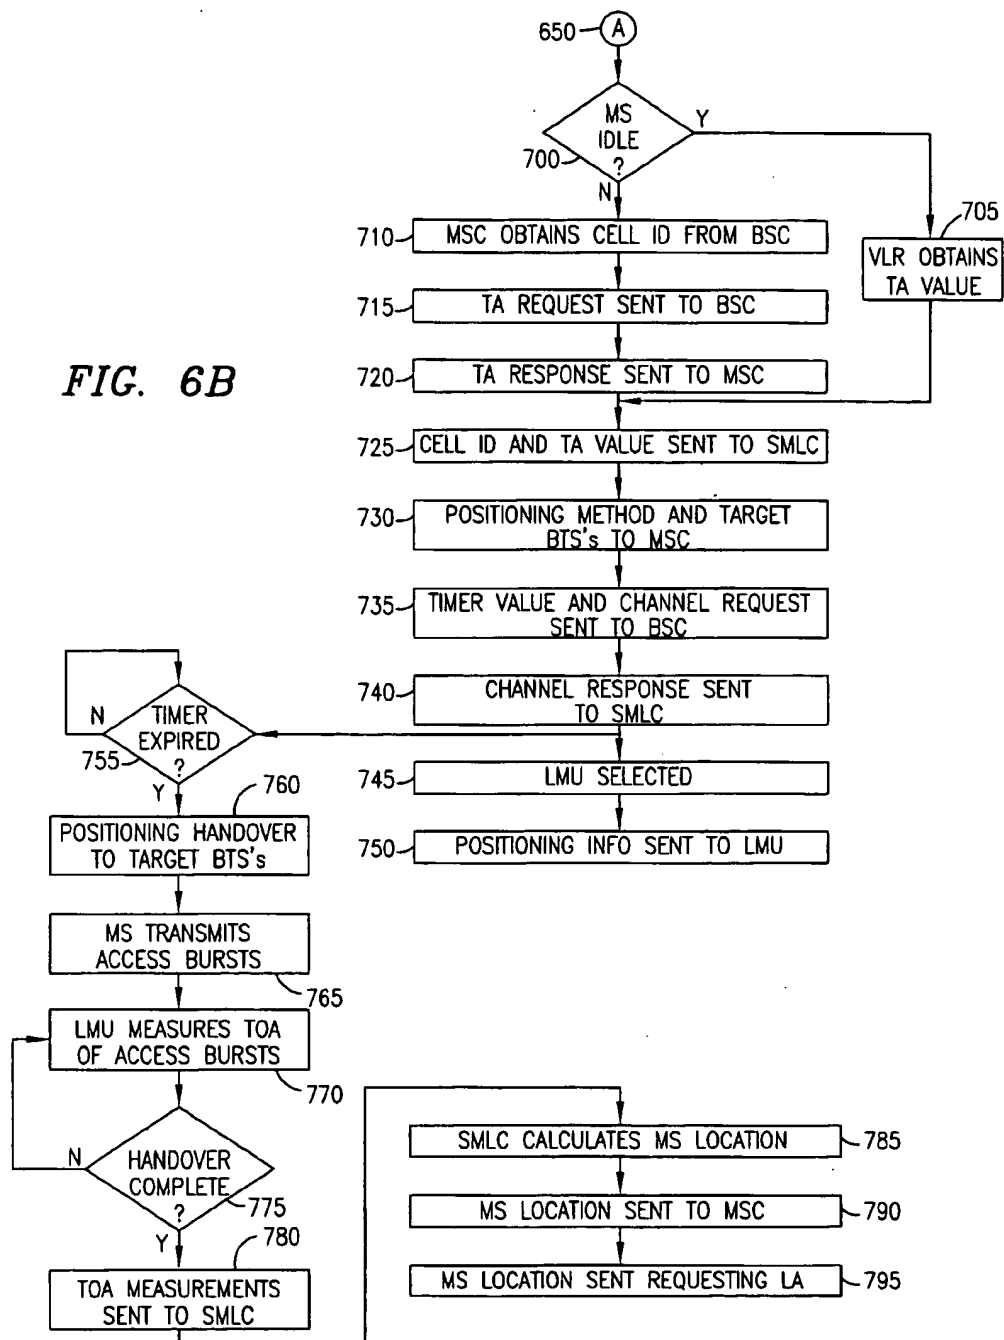 650
A
MS
IDLE
?
700
Y
N
710
MSC OBTAINS CELL ID FROM BSC
705
VLR OBTAINS
TA VALUE
715
TA REQUEST SENT TO BSC
FIG. 6B
720
TA RESPONSE SENT TO MSC
725
CELL ID AND TA VALUE SENT TO SMLC
730
POSITIONING METHOD AND TARGET
BTS's TO MSC
735
TIMER VALUE AND CHANNEL REQUEST
SENT TO BSC
740
CHANNEL RESPONSE SENT
TO SMLC
N
TIMER
EXPIRED
?
755
Y
745
LMU SELECTED
760
POSITIONING HANDOVER
TO TARGET BTS's
750
POSITIONING INFO SENT TO LMU
MS TRANSMITS
ACCESS BURSTS
765
LMU MEASURES TOA
OF ACCESS BURSTS
770
N
HANDOVER
COMPLETE
?
775
Y
780
TOA MEASUREMENTS
SENT TO SMLC
SMLC CALCULATES MS LOCATION
785
MS LOCATION SENT TO MSC
790
MS LOCATION SENT REQUESTING LA
795